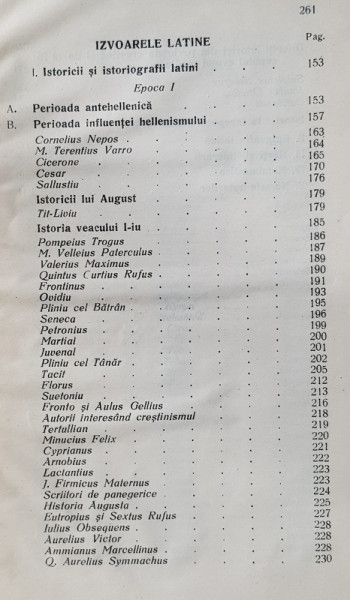 261
IZVOARELE LATINE Pag.
I. Istoricii și istoriografii latini . . . 153
Epoca I
A. Perioada antehellenică . . . . . 153
B. Perioada influenței hellenismului . . . 157
Cornelius Nepos . . . . . . 163
M. Terentius Varro . . . . . 164
Cicerone . . . . . . 165
Cesar . . . . . . 170
Sallustiu . . . . . . 176
Istoricii lui August . . . . . 179
Tit-Liviu . . . . . . 179
Istoria veacului I-iu . . . . . 185
Pompeius Trogus . . . . . 186
M. Velleius Paterculus . . . . 187
Valerius Maximus . . . . . 189
Quintus Curtius Rufus . . . . . 190
Frontinus . . . . . . 191
Ovidiu . . . . . . 193
Pliniu cel Bătrân . . . . . 195
Seneca . . . . . . 196
Petronius . . . . . . 199
Martial . . . . . . 200
Juvenal . . . . . . 201
Pliniu cel Tânăr . . . . . 202
Tacit . . . . . . 205
Florus . . . . . . 212
Suetoniu . . . . . . 213
Fronto și Aulus Gellius . . . . 216
Autorii interesând creștinismul . . . 218
Tertullian . . . . . . 219
Minucius Felix . . . . . 220
Cyprianus . . . . . . 221
Arnobius . . . . . . 222
Lactantius . . . . . . 223
J. Firmicus Maternus . . . . 223
Scriitori de panegerice . . . . 224
Historia Augusta . . . . . 225
Eutropius și Sextus Rufus . . . . 227
Iulius Obsequens . . . . . 228
Aurelius Victor . . . . . 228
Ammianus Marcellinus . . . . . 228
Q. Aurelius Symmachus . . . . 230